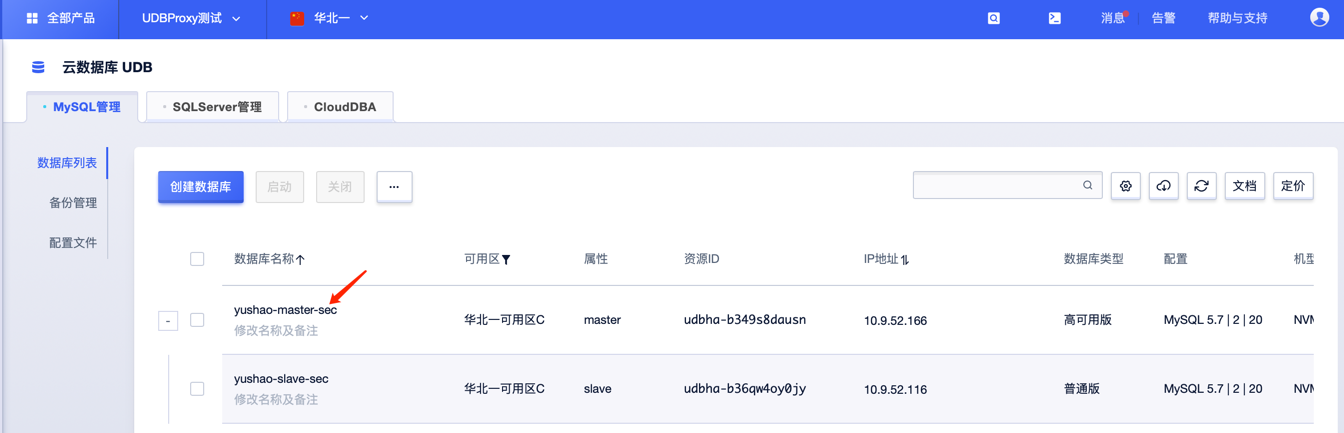 全部产品 UDBProxy测试 华北一 消息 告警 帮助与支持
云数据库 UDB
MySQL管理 SQLServer管理 CloudDBA
数据库列表
创建数据库 启动 关闭 ... 文档 定价
备份管理
配置文件
数据库名称 可用区 属性 资源ID IP地址 数据库类型 配置 机型
yushao-master-sec
- 华北一可用区C master udbha-b349s8dausn 10.9.52.166 高可用版 MySQL 5.7 | 2 | 20 NVM
修改名称及备注
yushao-slave-sec
华北一可用区C slave udbha-b36qw4oy0jy 10.9.52.116 普通版 MySQL 5.7 | 2 | 20 NVM
修改名称及备注